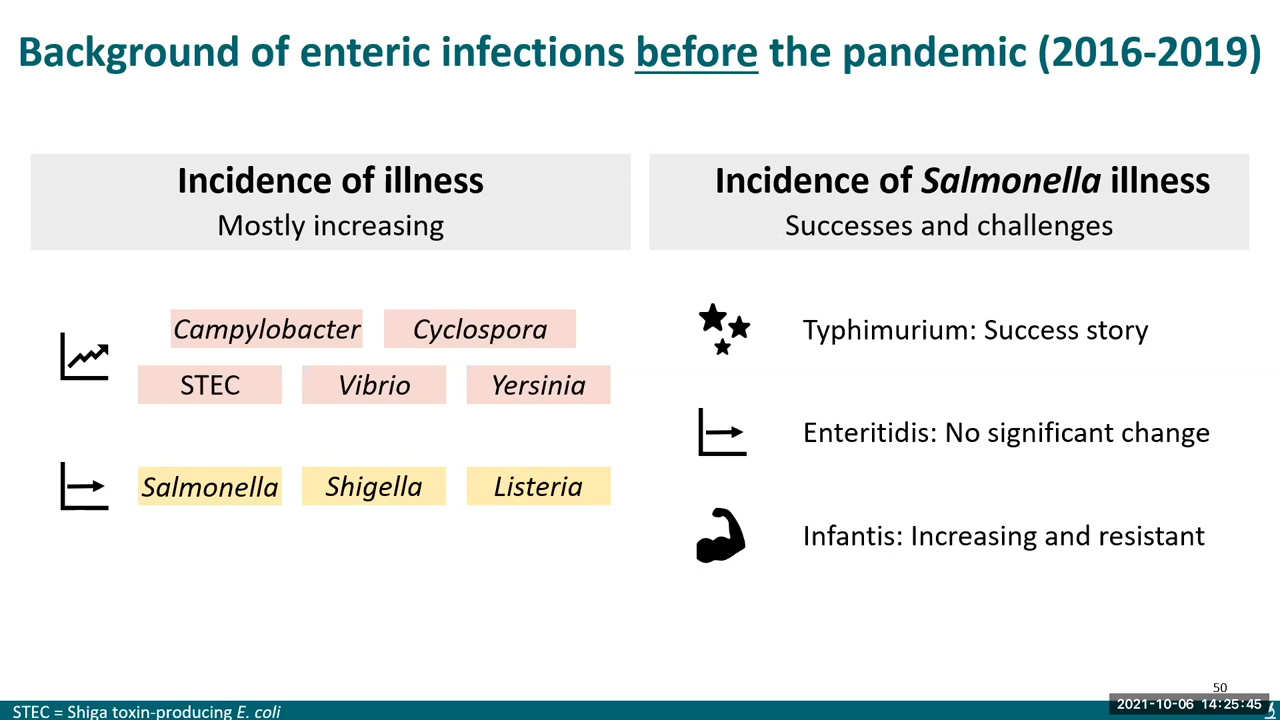 Background of enteric infections before the pandemic (2016-2019)
Incidence of illness
Mostly increasing
Campylobacter
Cyclospora
STEC
Vibrio
Yersinia
Salmonella
Shigella
Listeria
Incidence of Salmonella illness
Successes and challenges
Typhimurium: Success story
Enteritidis: No significant change
Infantis: Increasing and resistant
50
STEC = Shiga toxin-producing E. coli
2021-10-06 14:25:45